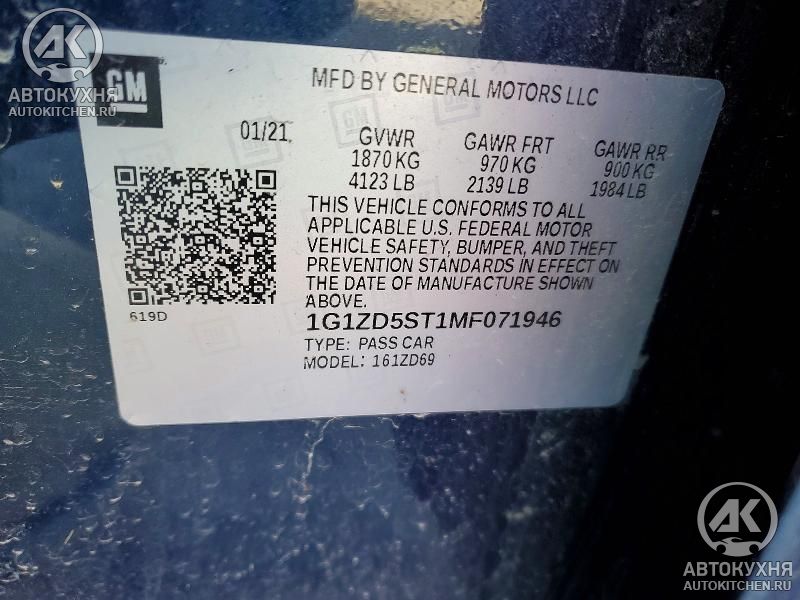 АК
АВТОКУХНЯ
AUTOKITCHEN.RU
GM
MFD BY GENERAL MOTORS LLC
01/21
GVWR
1870 KG
4123 LB
GAWR FRT
970 KG
2139 LB
GAWR RR
900 KG
1984 LB
THIS VEHICLE CONFORMS TO ALL
APPLICABLE U.S. FEDERAL MOTOR
VEHICLE SAFETY, BUMPER, AND THEFT
PREVENTION STANDARDS IN EFFECT ON
THE DATE OF MANUFACTURE SHOWN
ABOVE.
619D
1G1ZD5ST1MF071946
TYPE: PASS CAR
MODEL: 161ZD69
АК
АВТОКУХНЯ
AUTOKITCHEN.RU